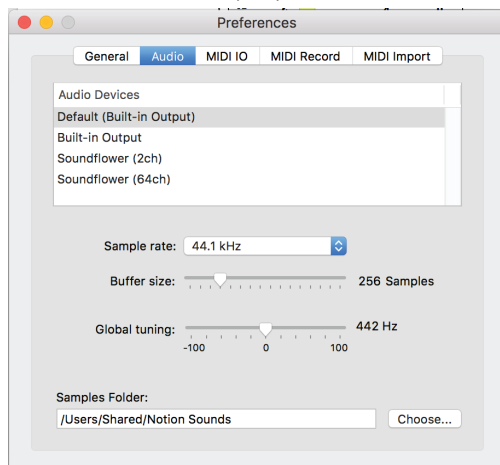 Preferences
General Audio MIDI IO MIDI Record MIDI Import
Audio Devices
Default (Built-in Output)
Built-in Output
Soundflower (2ch)
Soundflower (64ch)
Sample rate: 44.1 kHz
Buffer size: 256 Samples
Global tuning: 442 Hz
-100 0 100
Samples Folder:
/Users/Shared/Notion Sounds Choose...